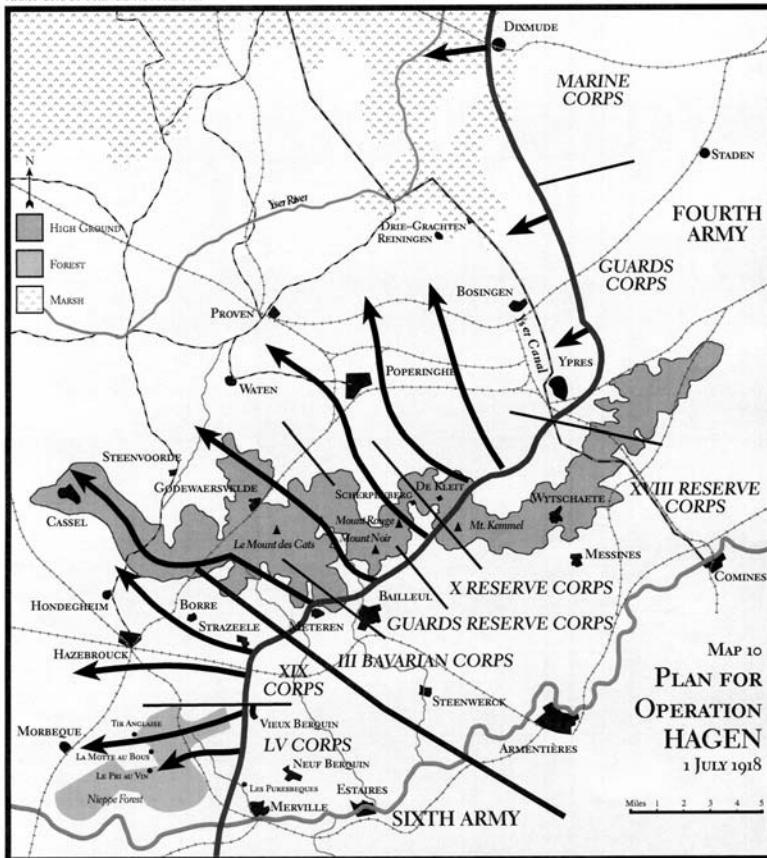 DIXMUDE
MARINE
CORPS
STADEN
N
HIGH GROUND
FOREST
MARSH
Yser River
DRIE-GRACHTEN
REININGEN
FOURTH
ARMY
GUARDS
CORPS
PROVEN
BOSINGEN
Yser Canal
YPRES
WATEN
POPERINGHE
STEENVOORDE
GODEWAERSVELDE
SCHERPENBERG
DE KLEIT
WYTSCHAETE
XVIII RESERVE
CORPS
CASSEL
Le Mount des Cats
Mount Rouge
Mount Noir
Mt. Kemmel
MESSINES
COMINES
X RESERVE CORPS
HONDEGHEIM
BORRE
STRAZEELE
METEREN
BAILLEUL
GUARDS RESERVE CORPS
HAZEBROUCK
XIX
CORPS
III BAVARIAN CORPS
STEENWERCK
MAP 10
PLAN FOR
OPERATION
HAGEN
1 JULY 1918
MORBEQUE
TIR ANGLAISE
VIEUX BERQUIN
LA MOTTE AU BOUS
LV CORPS
ARMENTIÈRES
LE PRI AU VIN
NEUF BERQUIN
Nieppe Forest
LES PURESBEQUES
ESTAIRES
MERVILLE
SIXTH ARMY
Miles 1 2 3 4 5